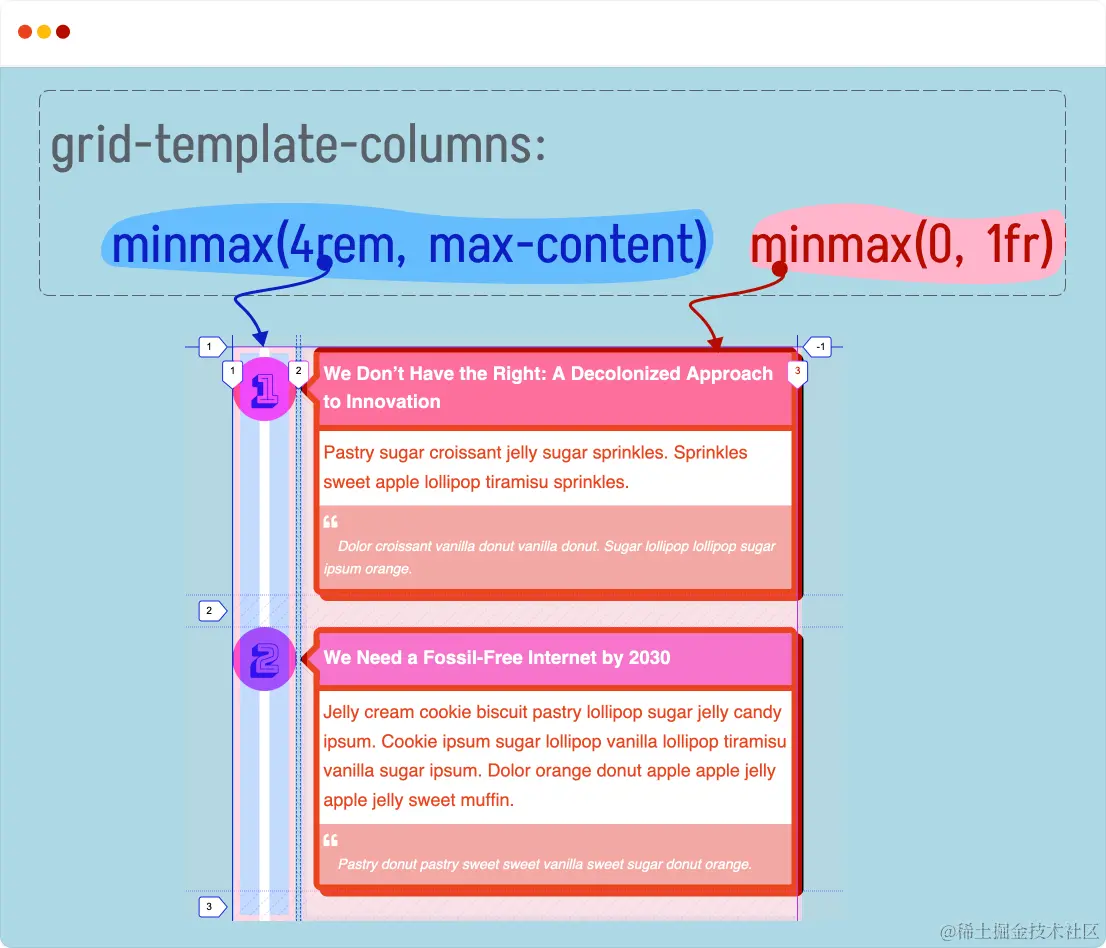 grid-template-columns:
minmax(4rem, max-content) minmax(0, 1fr)
1 -1
1 2 3
1
We Don’t Have the Right: A Decolonized Approach
to Innovation
Pastry sugar croissant jelly sugar sprinkles. Sprinkles
sweet apple lollipop tiramisu sprinkles.
“
Dolor croissant vanilla donut vanilla donut. Sugar lollipop lollipop sugar
ipsum orange.
2
2
We Need a Fossil-Free Internet by 2030
Jelly cream cookie biscuit pastry lollipop sugar jelly candy
ipsum. Cookie ipsum sugar lollipop vanilla lollipop tiramisu
vanilla sugar ipsum. Dolor orange donut apple apple jelly
apple jelly sweet muffin.
“
Pastry donut pastry sweet sweet vanilla sweet sugar donut orange.
3
@稀土掘金技术社区